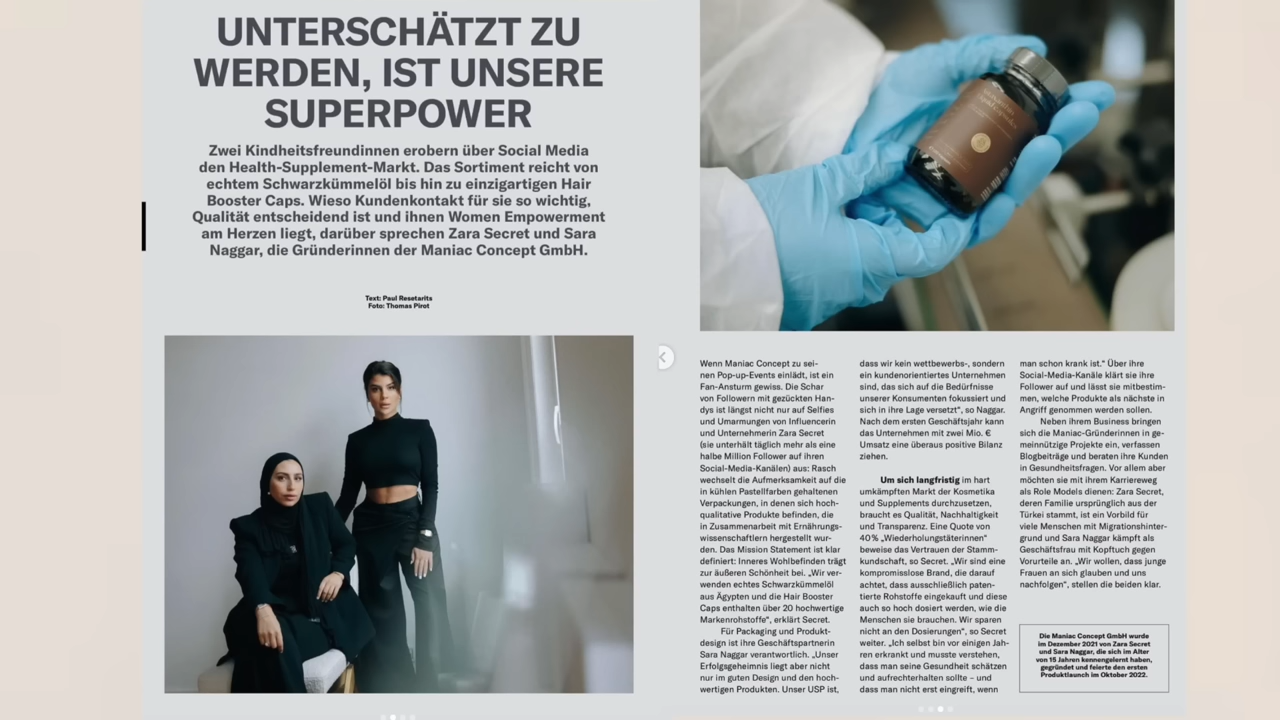 UNTERSCHÄTZT ZU
WERDEN, IST UNSERE
SUPERPOWER
Zwei Kindheitsfreundinnen erobern über Social Media
den Health-Supplement-Markt. Das Sortiment reicht von
echtem Schwarzkümmelöl bis hin zu einzigartigen Hair
Booster Caps. Wieso Kundenkontakt für sie so wichtig,
Qualität entscheidend ist und ihnen Women Empowerment
am Herzen liegt, darüber sprechen Zara Secret und Sara
Naggar, die Gründerinnen der Maniac Concept GmbH.
Text: Paul Resetarits
Foto: Thomas Pirot
Wenn Maniac Concept zu sei-
nen Pop-up-Events einlädt, ist ein
Fan-Ansturm gewiss. Die Schar
von Followern mit gezückten Han-
dys ist längst nicht nur auf Selfies
und Umarmungen von Influencerin
und Unternehmerin Zara Secret
(sie unterhält täglich mehr als eine
halbe Million Follower auf ihren
Social-Media-Kanälen) aus: Rasch
wechselt die Aufmerksamkeit auf die
in kühlen Pastellfarben gehaltenen
Verpackungen, in denen sich hoch-
qualitative Produkte befinden, die
in Zusammenarbeit mit Ernährungs-
wissenschaftlern hergestellt wur-
den. Das Mission Statement ist klar
definiert: Inneres Wohlbefinden trägt
zur äußeren Schönheit bei. „Wir ver-
wenden echtes Schwarzkümmelöl
aus Ägypten und die Hair Booster
Caps enthalten über 20 hochwertige
Markenrohstoffe“, erklärt Secret.
Für Packaging und Produkt-
design ist ihre Geschäftspartnerin
Sara Naggar verantwortlich. „Unser
Erfolgsgeheimnis liegt aber nicht
nur im guten Design und den hoch-
wertigen Produkten. Unser USP ist,
dass wir kein wettbewerbs-, sondern
ein kundenorientiertes Unternehmen
sind, das sich auf die Bedürfnisse
unserer Konsumenten fokussiert und
sich in ihre Lage versetzt“, so Naggar.
Nach dem ersten Geschäftsjahr kann
das Unternehmen mit zwei Mio. €
Umsatz eine überaus positive Bilanz
ziehen.
Um sich langfristig im hart
umkämpften Markt der Kosmetika
und Supplements durchzusetzen,
braucht es Qualität, Nachhaltigkeit
und Transparenz. Eine Quote von
40 % „Wiederholungstäterinnen“
beweise das Vertrauen der Stamm-
kundschaft, so Secret. „Wir sind eine
kompromisslose Brand, die darauf
achtet, dass ausschließlich paten-
tierte Rohstoffe eingekauft und diese
auch so hoch dosiert werden, wie die
Menschen sie brauchen. Wir sparen
nicht an den Dosierungen“, so Secret
weiter. „Ich selbst bin vor einigen Jah-
ren erkrankt und musste verstehen,
dass man seine Gesundheit schätzen
und aufrechterhalten sollte – und
dass man nicht erst eingreift, wenn
man schon krank ist.“ Über ihre
Social-Media-Kanäle klärt sie ihre
Follower auf und lässt sie mitbestim-
men, welche Produkte als nächste in
Angriff genommen werden sollen.
Neben ihrem Business bringen
sich die Maniac-Gründerinnen in ge-
meinnützige Projekte ein, verfassen
Blogbeiträge und beraten ihre Kunden
in Gesundheitsfragen. Vor allem aber
möchten sie mit ihrem Karriereweg
als Role Models dienen: Zara Secret,
deren Familie ursprünglich aus der
Türkei stammt, ist ein Vorbild für
viele Menschen mit Migrationshinter-
grund und Sara Naggar kämpft als
Geschäftsfrau mit Kopftuch gegen
Vorurteile an. „Wir wollen, dass junge
Frauen an sich glauben und uns
nachfolgen“, stellen die beiden klar.
Die Maniac Concept GmbH wurde
im Dezember 2021 von Zara Secret
und Sara Naggar, die sich im Alter
von 15 Jahren kennengelernt haben,
gegründet und feierte den ersten
Produktlaunch im Oktober 2022.